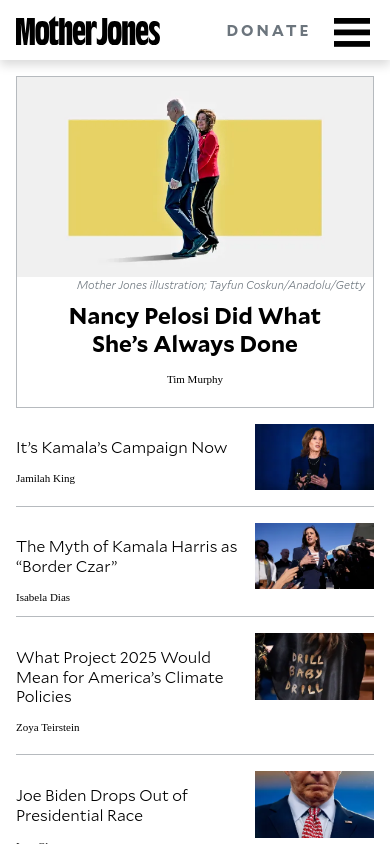 Mother Jones
DONATE
Mother Jones illustration; Tayfun Coskun/Anadolu/Getty
Nancy Pelosi Did What
She’s Always Done
Tim Murphy
It’s Kamala’s Campaign Now
Jamilah King
The Myth of Kamala Harris as
“Border Czar”
Isabela Dias
What Project 2025 Would
Mean for America’s Climate
Policies
DRILL
BABY
DRILL
Zoya Teirstein
Joe Biden Drops Out of
Presidential Race